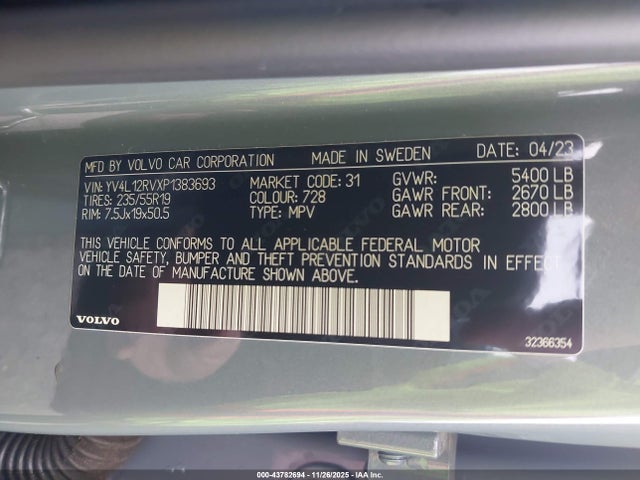 MFD BY VOLVO CAR CORPORATION MADE IN SWEDEN DATE: 04/23
VIN: YV4L12RVXP1383693 MARKET CODE: 31 GVWR: 5400 LB
TIRES: 235/55R19 COLOUR: 728 GAWR FRONT: 2670 LB
RIM: 7.5Jx19x50.5 TYPE: MPV GAWR REAR: 2800 LB
THIS VEHICLE CONFORMS TO ALL APPLICABLE FEDERAL MOTOR
VEHICLE SAFETY, BUMPER AND THEFT PREVENTION STANDARDS IN EFFECT
ON THE DATE OF MANUFACTURE SHOWN ABOVE.
VOLVO
32366354
000-43782694 - 11/26/2025 - IAAI.com